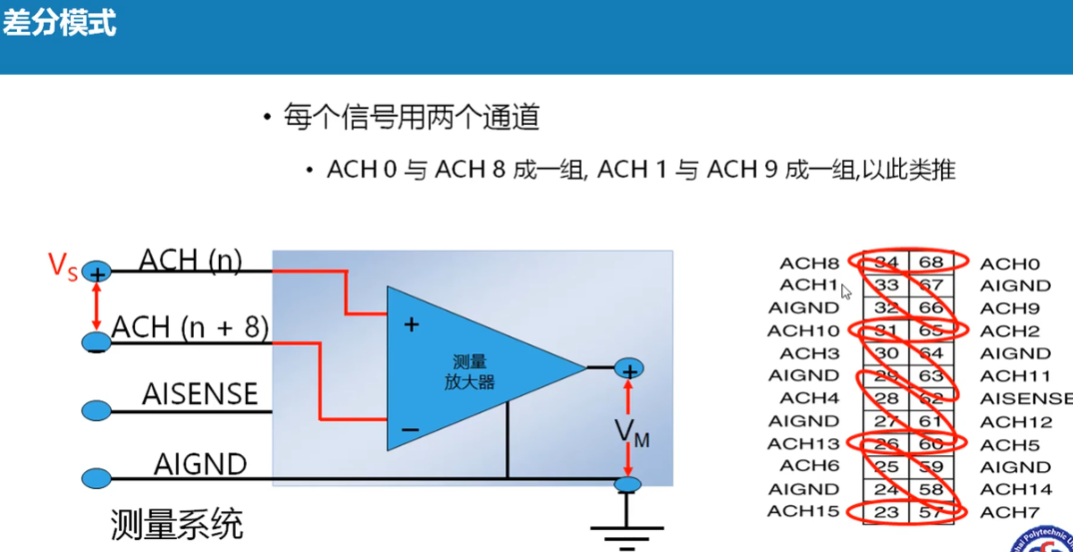 差分模式
• 每个信号用两个通道
• ACH 0 与 ACH 8 成一组, ACH 1 与 ACH 9 成一组,以此类推
VS
+
ACH (n)
ACH (n + 8)
AISENSE
AIGND
测量系统
+
测量
放大器
−
+
VM
ACH8 34 68 ACH0
ACH1 33 67 AIGND
AIGND 32 66 ACH9
ACH10 31 65 ACH2
ACH3 30 64 AIGND
AIGND 29 63 ACH11
ACH4 28 62 AISENSE
AIGND 27 61 ACH12
ACH13 26 60 ACH5
ACH6 25 59 AIGND
AIGND 24 58 ACH14
ACH15 23 57 ACH7
Polytechnic